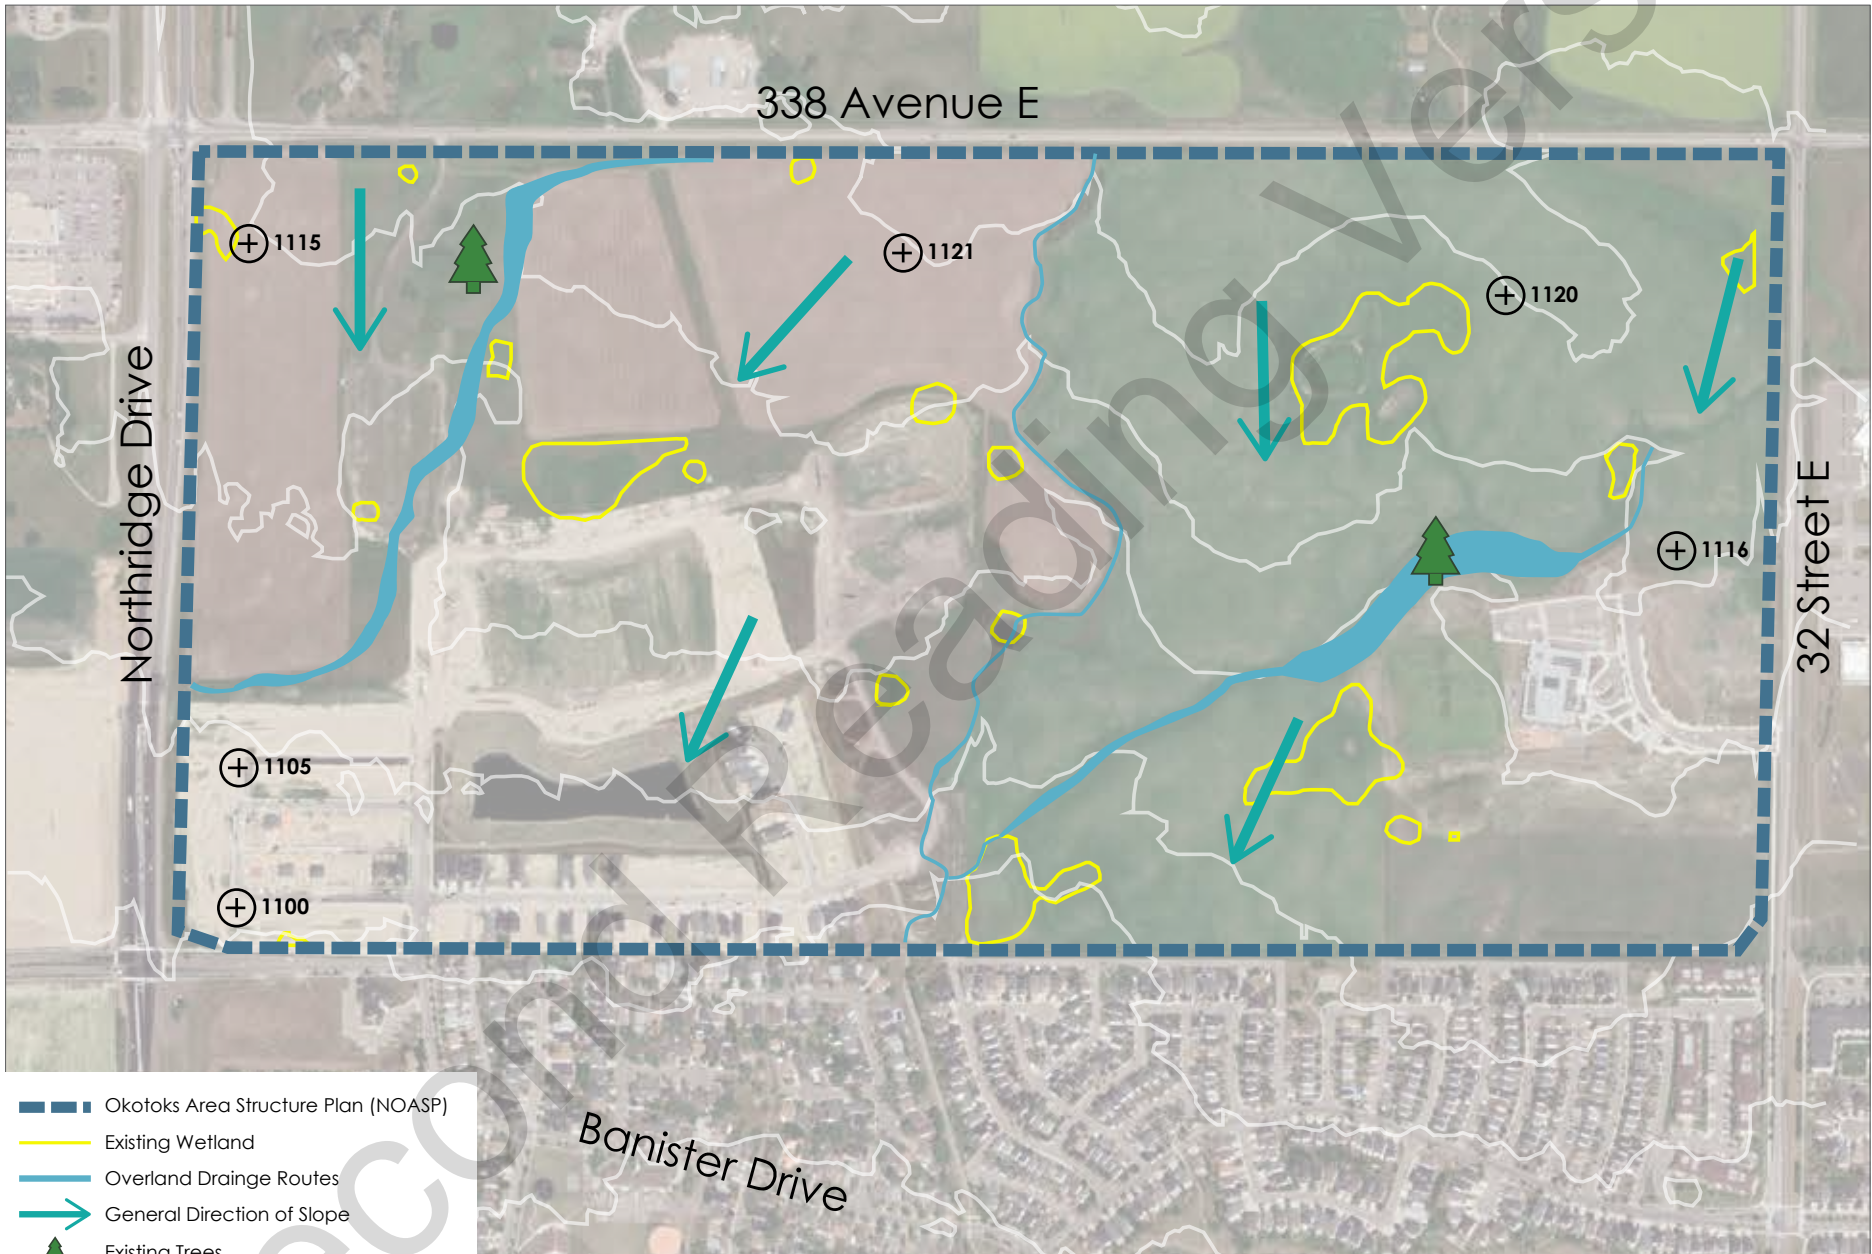 338 Avenue E
1115
1121
1120
Northridge Drive
32 Street E
1116
1105
1100
Okotoks Area Structure Plan (NOASP)
Existing Wetland
Overland Drainge Routes
General Direction of Slope
Existing Trees
Banister Drive
Second Reading Vers